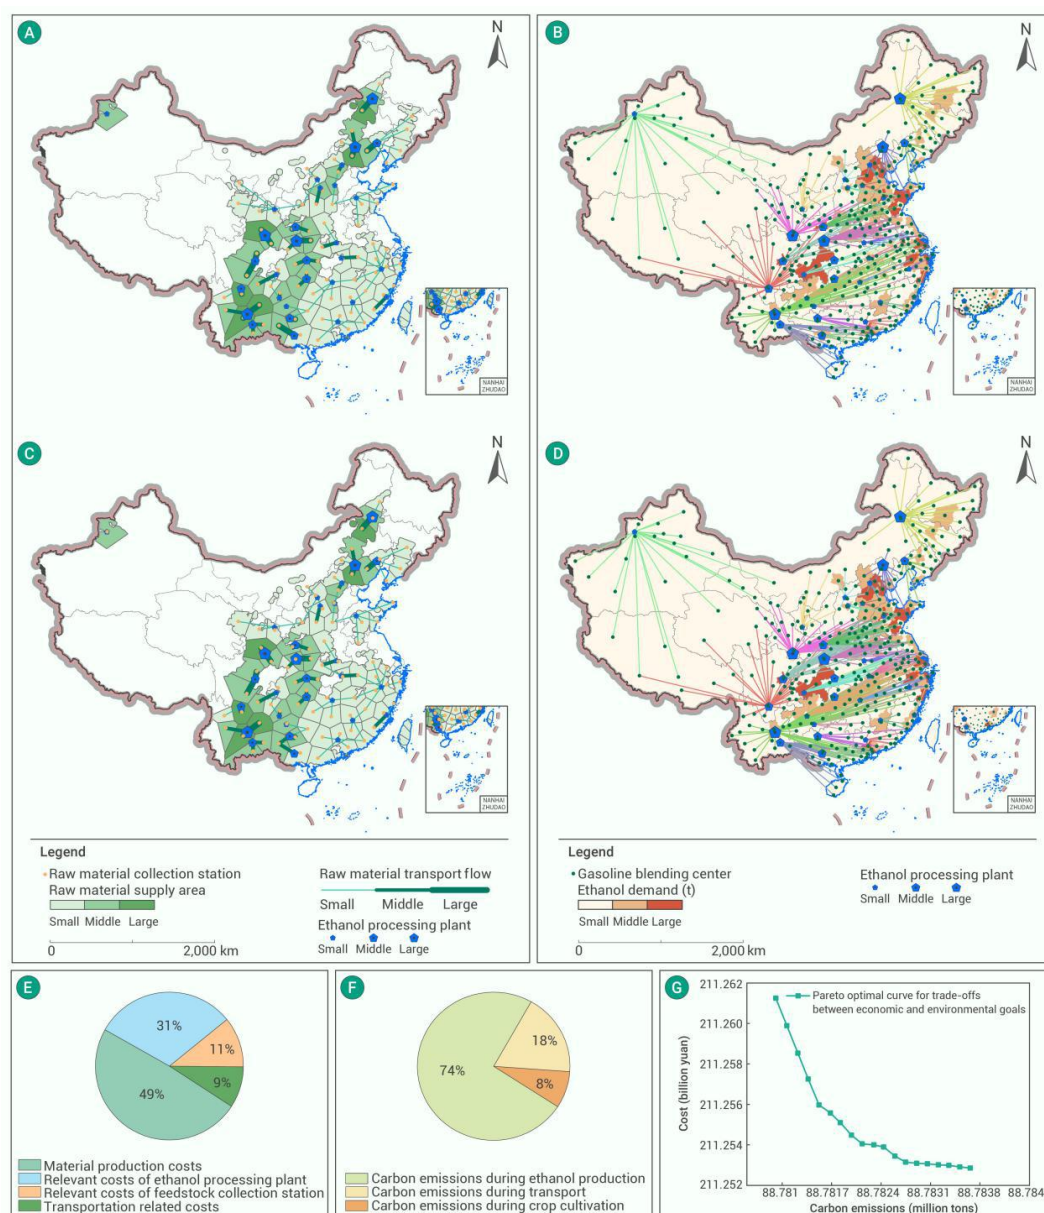 A
N
NANHAI
ZHUDAO
B
N
NANHAI
ZHUDAO
C
N
NANHAI
ZHUDAO
D
N
NANHAI
ZHUDAO
Legend
Raw material collection station
Raw material supply area
Small Middle Large
0 2,000 km
Raw material transport flow
Small Middle Large
Ethanol processing plant
Small Middle Large
Legend
Gasoline blending center
Ethanol demand (t)
Small Middle Large
0 2,000 km
Ethanol processing plant
Small Middle Large
E
31%
11%
9%
49%
Material production costs
Relevant costs of ethanol processing plant
Relevant costs of feedstock collection station
Transportation related costs
F
18%
8%
74%
Carbon emissions during ethanol production
Carbon emissions during transport
Carbon emissions during crop cultivation
G
Pareto optimal curve for trade-offs
between economic and environmental goals
Cost (billion yuan)
211.262
211.260
211.258
211.256
211.254
211.252
88.781 88.7817 88.7824 88.7831 88.7838 88.784
Carbon emissions (million tons)